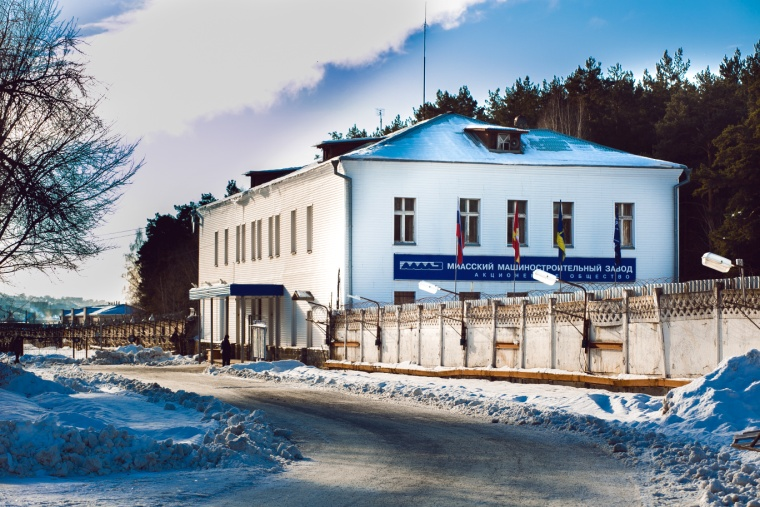 МИАССКИЙ МАШИНОСТРОИТЕЛЬНЫЙ ЗАВОД
АКЦИОНЕРНОЕ ОБЩЕСТВО